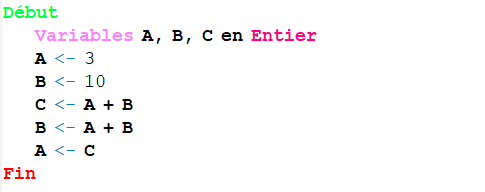 Début
Variables A, B, C en Entier
A <- 3
B <- 10
C <- A + B
B <- A + B
A <- C
Fin